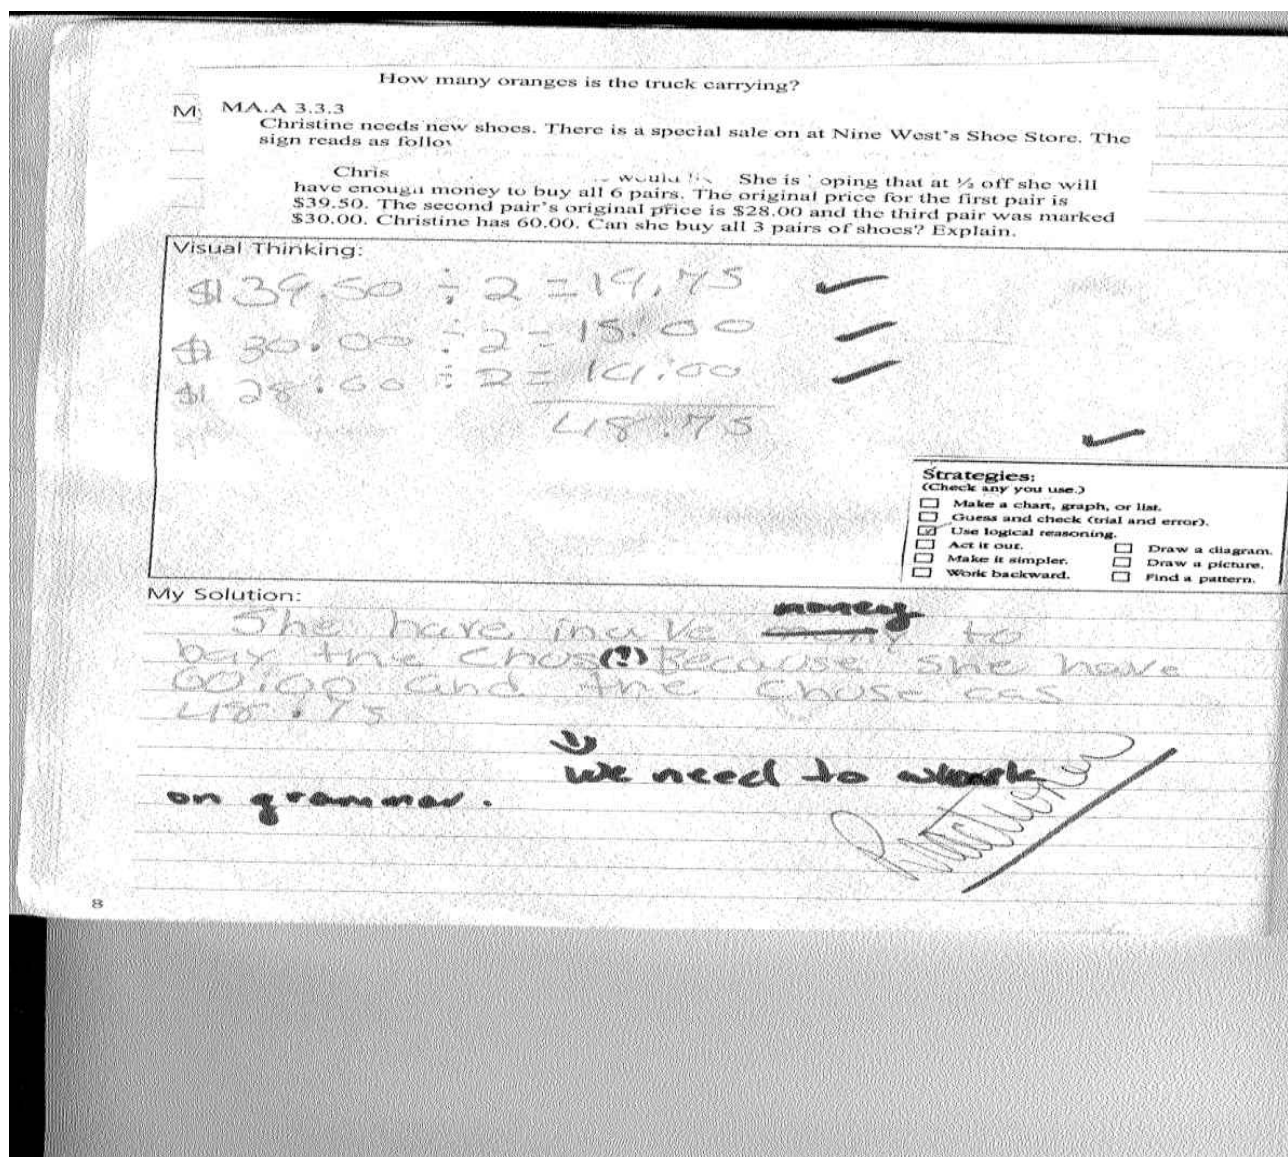 How many oranges is the truck carrying?
M
MA.A 3.3.3
Christine needs new shoes. There is a special sale on at Nine West's Shoe Store. The
sign reads as follow
Chris would She is oping that at ½ off she will
have enough money to buy all 6 pairs. The original price for the first pair is
$39.50. The second pair's original price is $28.00 and the third pair was marked
$30.00. Christine has 60.00. Can she buy all 3 pairs of shoes? Explain.
Visual Thinking:
$39.50 ÷ 2 = 19.75
$30.00 ÷ 2 = 15.00
$28.00 ÷ 2 = 14.00
48.75
Strategies:
(Check any you use.)
Make a chart, graph, or list.
Guess and check (trial and error).
Use logical reasoning.
Act it out. Draw a diagram.
Make it simpler. Draw a picture.
Work backward. Find a pattern.
My Solution:
money
She have to
the chos (?) Because she have
and the chose cas
48.75
We need to work
on grammar.
Practitioner
8